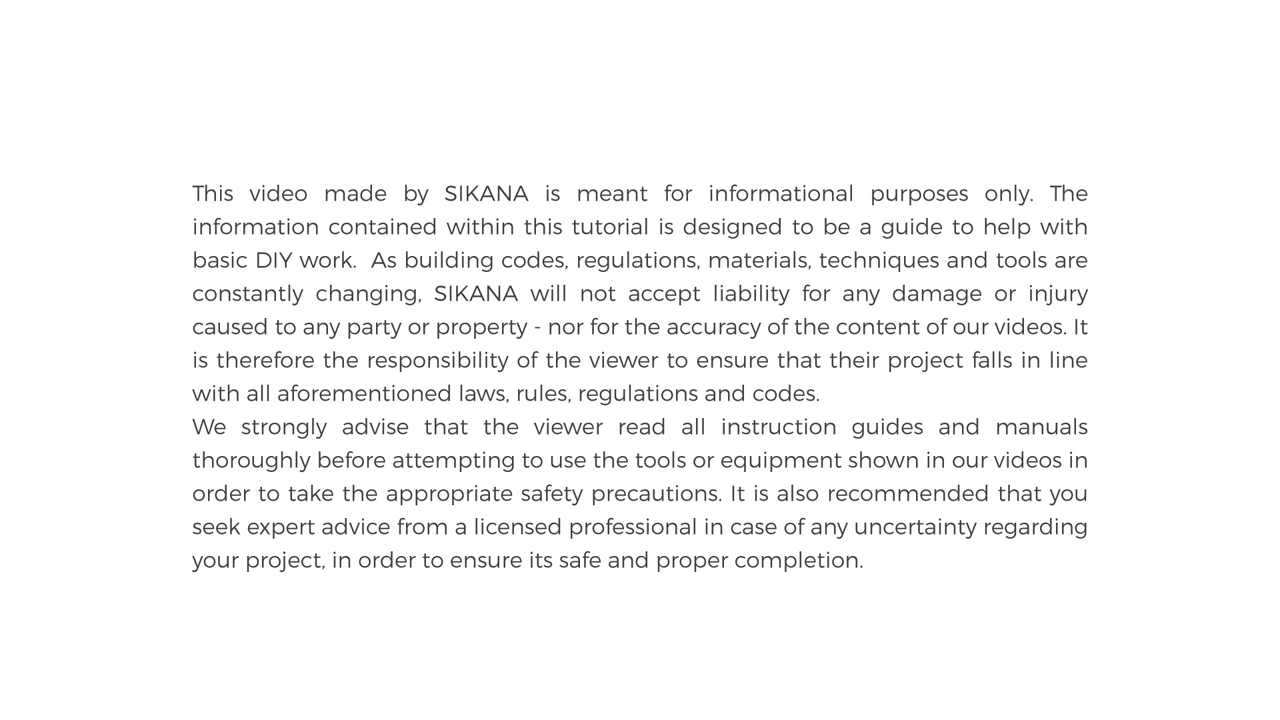 This video made by SIKANA is meant for informational purposes only. The
information contained within this tutorial is designed to be a guide to help with
basic DIY work.  As building codes, regulations, materials, techniques and tools are
constantly changing, SIKANA will not accept liability for any damage or injury
caused to any party or property - nor for the accuracy of the content of our videos. It
is therefore the responsibility of the viewer to ensure that their project falls in line
with all aforementioned laws, rules, regulations and codes.
We strongly advise that the viewer read all instruction guides and manuals
thoroughly before attempting to use the tools or equipment shown in our videos in
order to take the appropriate safety precautions. It is also recommended that you
seek expert advice from a licensed professional in case of any uncertainty regarding
your project, in order to ensure its safe and proper completion.